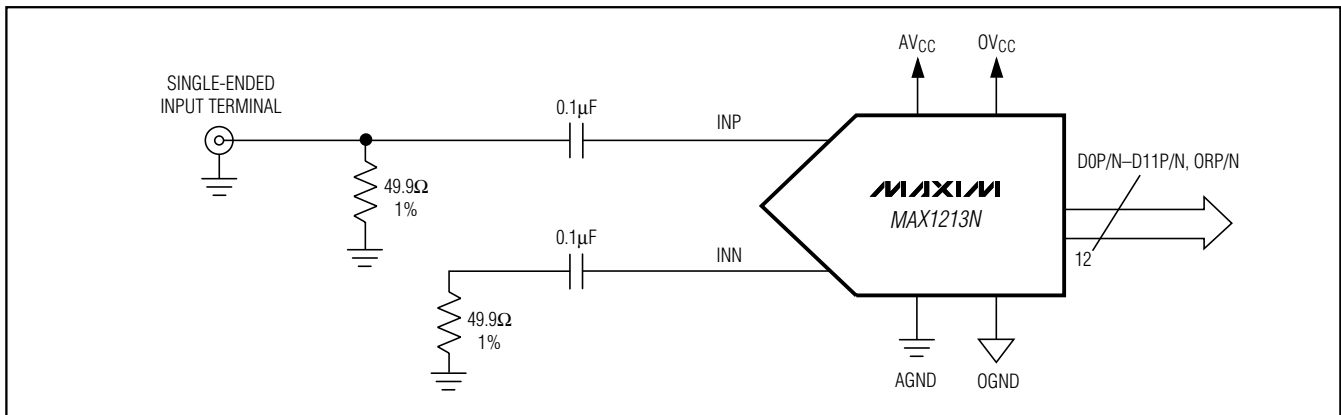 SINGLE-ENDED
INPUT TERMINAL
0.1µF
INP
49.9Ω
1%
0.1µF
INN
49.9Ω
1%
AVCC
OVCC
MAXIM
MAX1213N
D0P/N–D11P/N, ORP/N
12
AGND
OGND